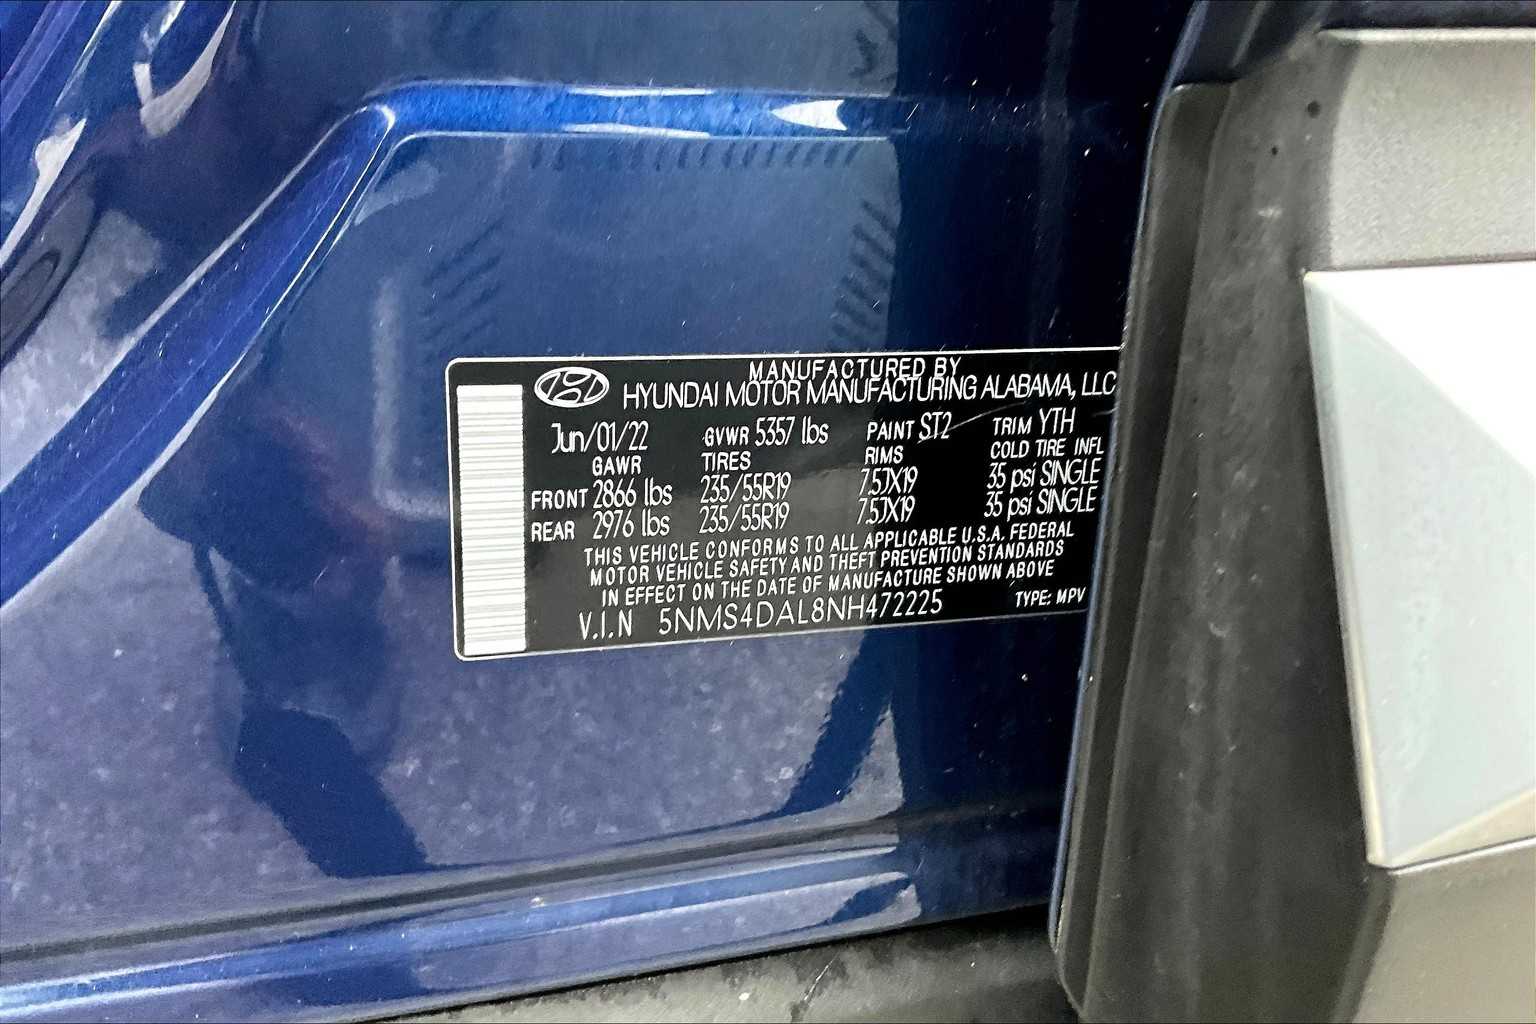 MANUFACTURED BY
HYUNDAI MOTOR MANUFACTURING ALABAMA, LLC
Jun/01/22 GVWR 5357 lbs PAINT ST2 TRIM YTH
GAWR TIRES RIMS COLD TIRE INFL
FRONT 2866 lbs 235/55R19 7.5JX19 35 psi SINGLE
REAR 2976 lbs 235/55R19 7.5JX19 35 psi SINGLE
THIS VEHICLE CONFORMS TO ALL APPLICABLE U.S.A. FEDERAL
MOTOR VEHICLE SAFETY AND THEFT PREVENTION STANDARDS
IN EFFECT ON THE DATE OF MANUFACTURE SHOWN ABOVE
V.I.N 5NMS4DAL8NH472225 TYPE: MPV